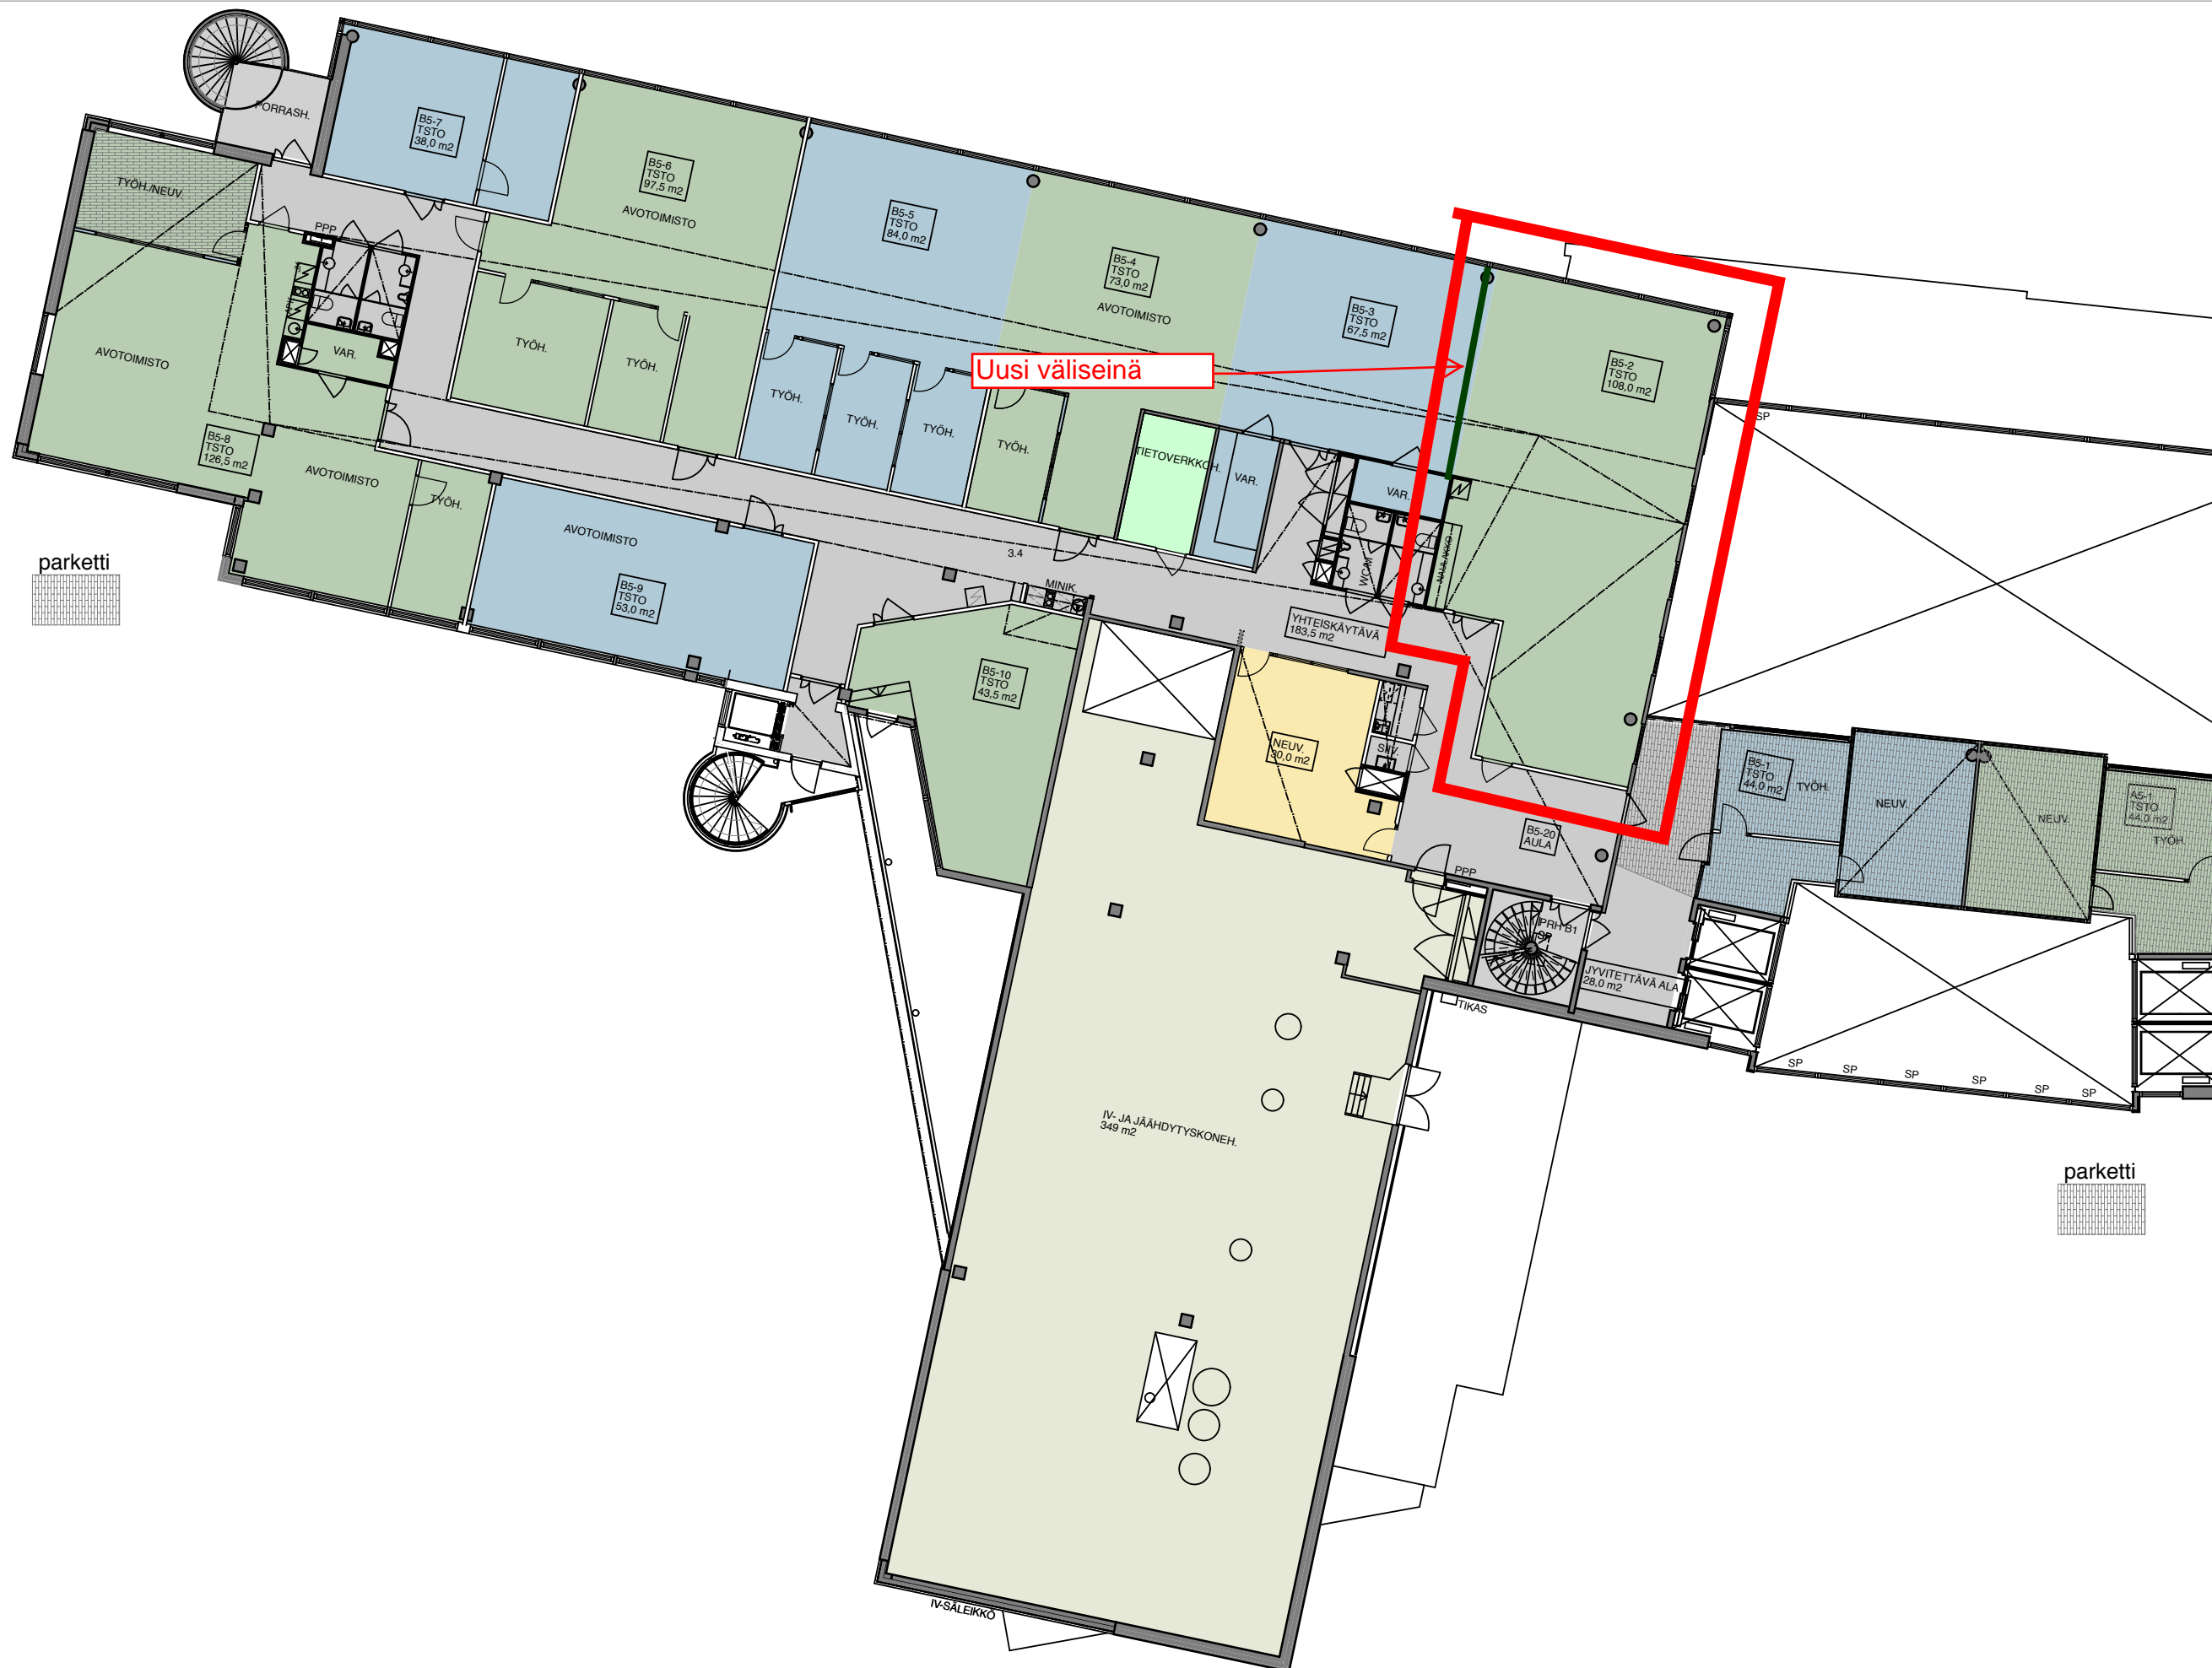 PORRASH.
B5-7
TSTO
38,0 m2
TYÖH./NEUV.
PPP
B5-6
TSTO
97,5 m2
AVOTOIMISTO
B5-5
TSTO
84,0 m2
B5-4
TSTO
73,0 m2
AVOTOIMISTO
B5-3
TSTO
67,5 m2
B5-2
TSTO
108,0 m2
Uusi väliseinä
SP
AVOTOIMISTO
VAR.
TYÖH.
TYÖH.
TYÖH.
TYÖH.
TYÖH.
TYÖH.
TIETOVERKKOH.
VAR.
VAR.
B5-8
TSTO
126,5 m2
AVOTOIMISTO
TYÖH.
AVOTOIMISTO
3.4
WC/M
NAULAKKO
parketti
B5-9
TSTO
53,0 m2
MINIK.
YHTEISKÄYTÄVÄ
183,5 m2
B5-10
TSTO
43,5 m2
NEUV.
30,0 m2
SIIV.
B5-1
TSTO
44,0 m2
TYÖH.
NEUV.
NEUV.
A5-1
TSTO
44,0 m2
TYÖH.
B5-20
AULA
PPP
PRH B1
SP
JYVITETTÄVÄ ALA
28,0 m2
TIKAS
SP
SP
SP
SP
SP
SP
IV- JA JÄÄHDYTYSKONEH.
349 m2
parketti
IV-SÄLEIKKÖ